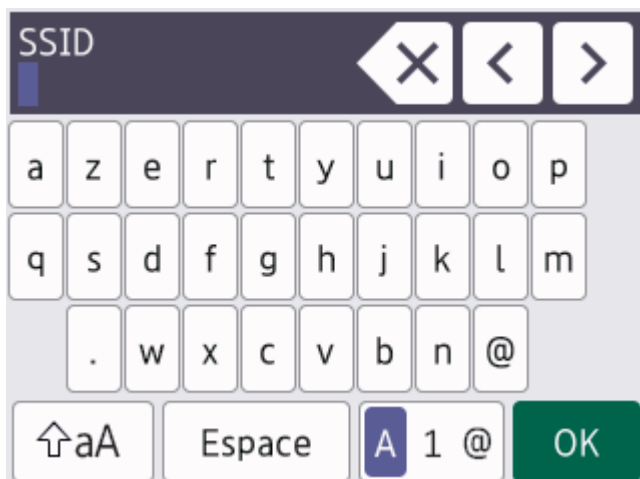 SSID
a z e r t y u i o p
q s d f g h j k l m
. w x c v b n @
aA Espace A 1 @ OK